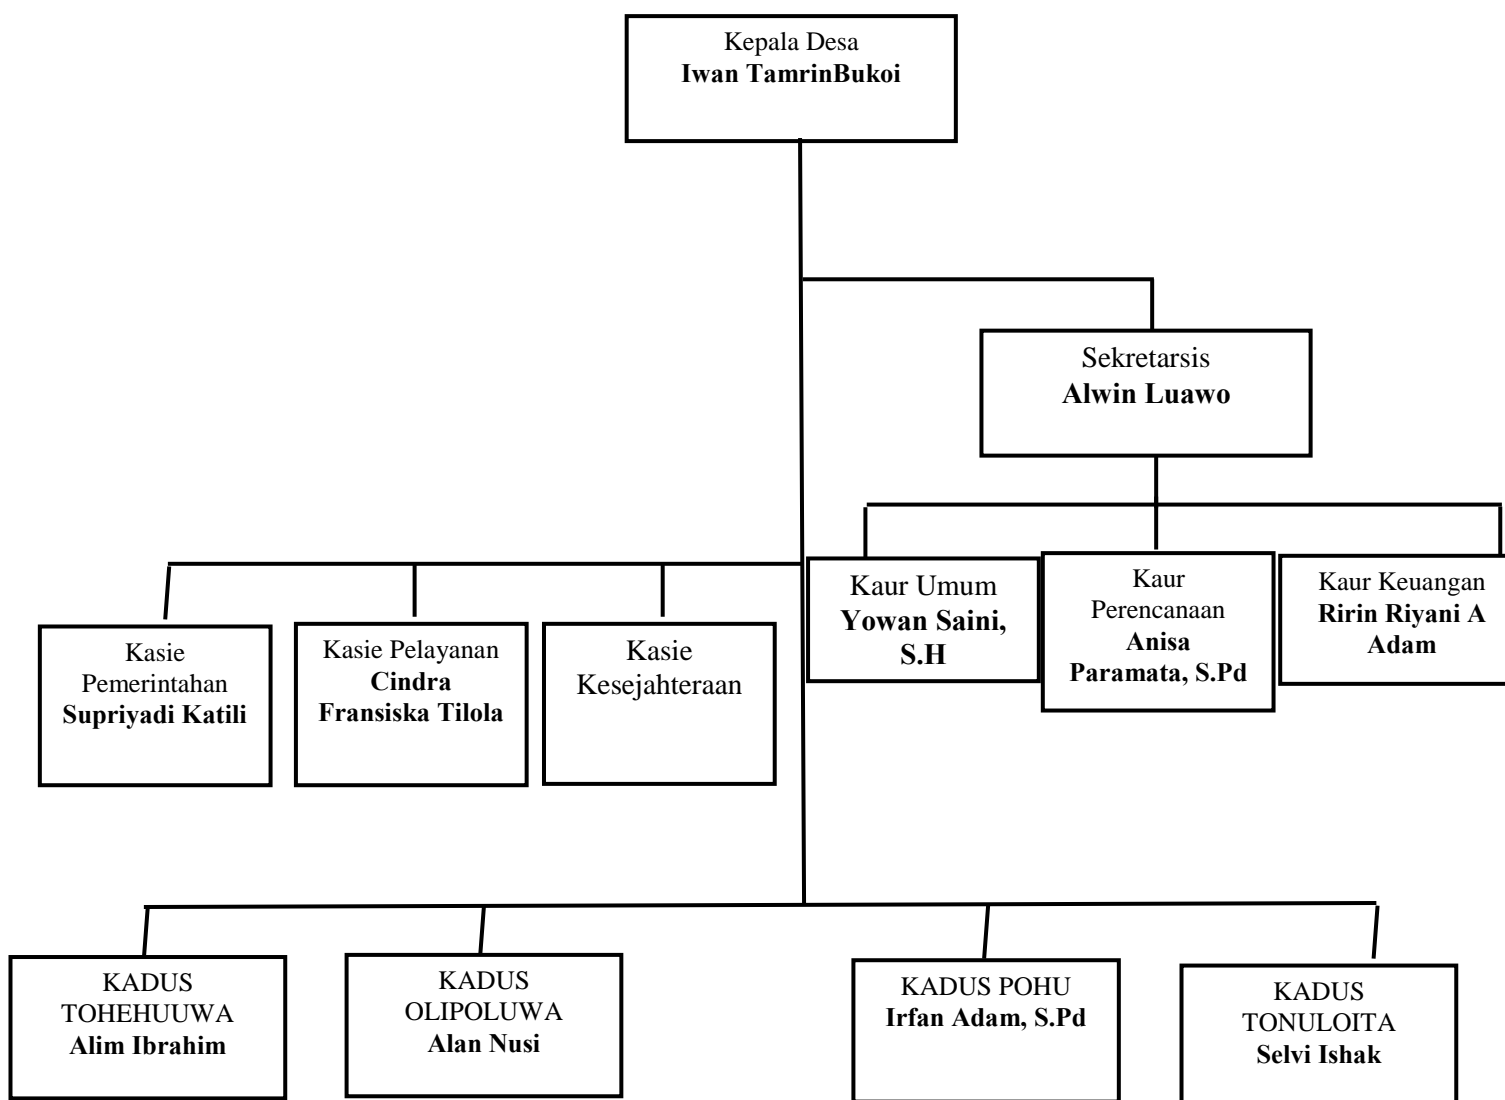 Kepala Desa
Iwan TamrinBukoi
Sekretarsis
Alwin Luawo
Kaur Umum
Yowan Saini,
S.H
Kaur
Perencanaan
Anisa
Paramata, S.Pd
Kaur Keuangan
Ririn Riyani A
Adam
Kasie
Pemerintahan
Supriyadi Katili
Kasie Pelayanan
Cindra
Fransiska Tilola
Kasie
Kesejahteraan
KADUS
TOHEHUUWA
Alim Ibrahim
KADUS
OLIPOLUWA
Alan Nusi
KADUS POHU
Irfan Adam, S.Pd
KADUS
TONULOITA
Selvi Ishak